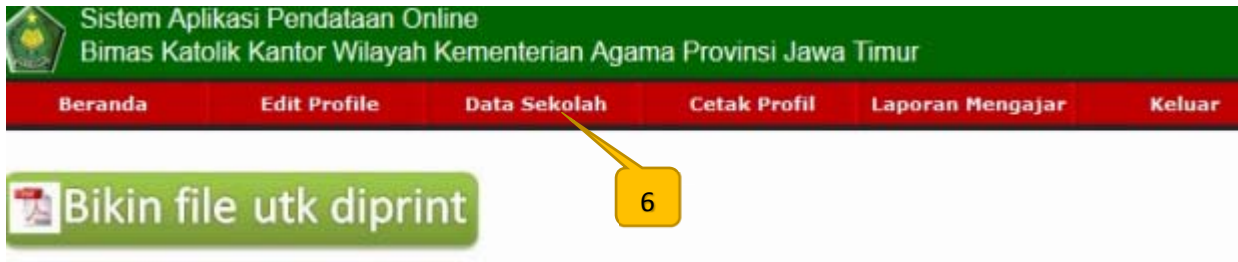 Sistem Aplikasi Pendataan Online
Bimas Katolik Kantor Wilayah Kementerian Agama Provinsi Jawa Timur
Beranda Edit Profile Data Sekolah Cetak Profil Laporan Mengajar Keluar
Bikin file utk diprint
6